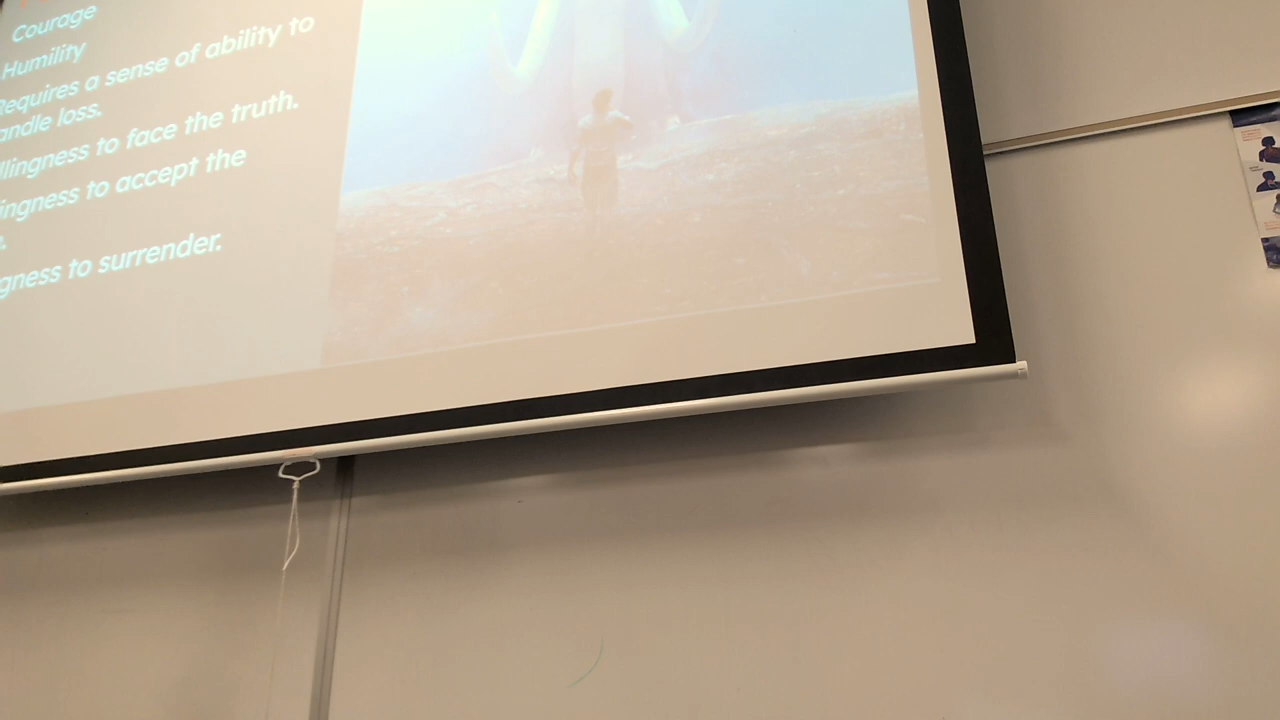 Courage
Humility
Requires a sense of ability to
andle loss.
llingness to face the truth.
ingness to accept the
gness to surrender.